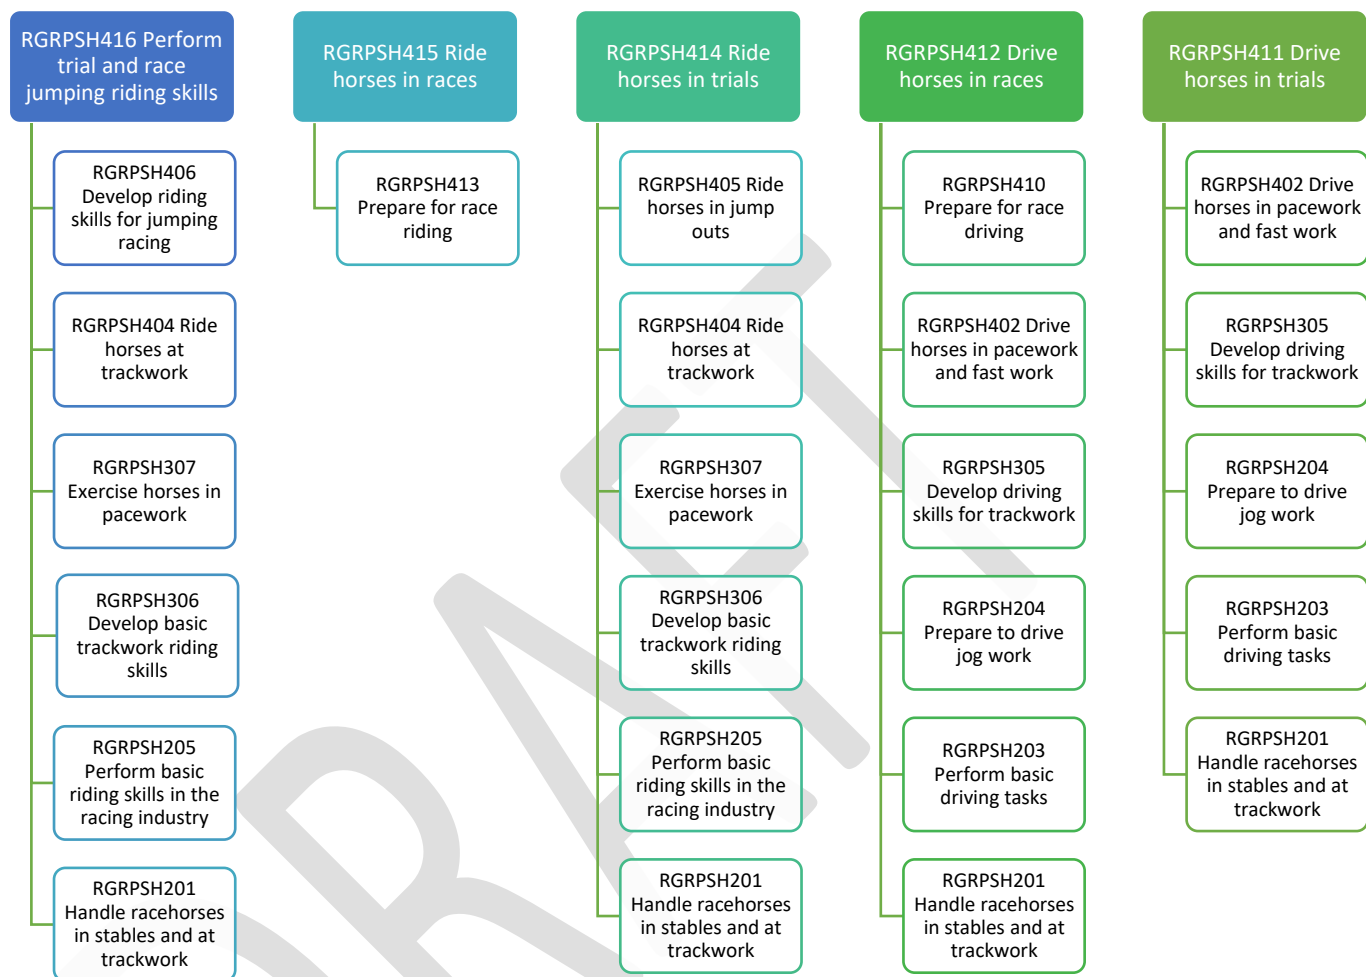 RGRPSH416 Perform
trial and race
jumping riding skills
RGRPSH406
Develop riding
skills for jumping
racing
RGRPSH404 Ride
horses at
trackwork
RGRPSH307
Exercise horses in
pacework
RGRPSH306
Develop basic
trackwork riding
skills
RGRPSH205
Perform basic
riding skills in the
racing industry
RGRPSH201
Handle racehorses
in stables and at
trackwork
RGRPSH415 Ride
horses in races
RGRPSH413
Prepare for race
riding
RGRPSH414 Ride
horses in trials
RGRPSH405 Ride
horses in jump
outs
RGRPSH404 Ride
horses at
trackwork
RGRPSH307
Exercise horses in
pacework
RGRPSH306
Develop basic
trackwork riding
skills
RGRPSH205
Perform basic
riding skills in the
racing industry
RGRPSH201
Handle racehorses
in stables and at
trackwork
RGRPSH412 Drive
horses in races
RGRPSH410
Prepare for race
driving
RGRPSH402 Drive
horses in pacework
and fast work
RGRPSH305
Develop driving
skills for trackwork
RGRPSH204
Prepare to drive
jog work
RGRPSH203
Perform basic
driving tasks
RGRPSH201
Handle racehorses
in stables and at
trackwork
RGRPSH411 Drive
horses in trials
RGRPSH402 Drive
horses in pacework
and fast work
RGRPSH305
Develop driving
skills for trackwork
RGRPSH204
Prepare to drive
jog work
RGRPSH203
Perform basic
driving tasks
RGRPSH201
Handle racehorses
in stables and at
trackwork
DRAFT